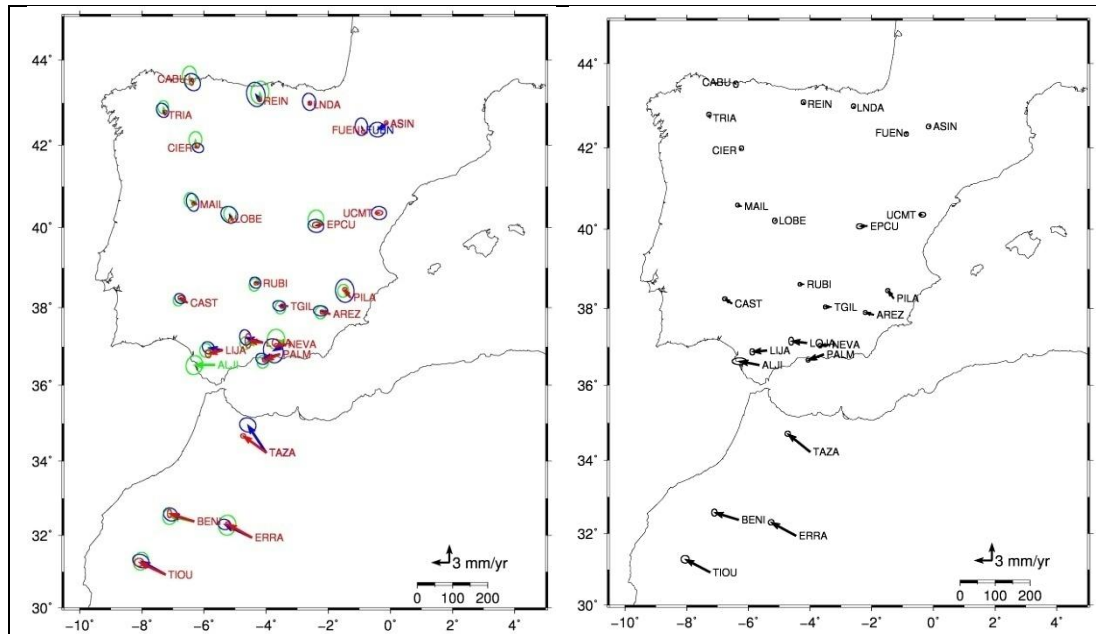 44°
42°
40°
38°
36°
34°
32°
30°
-10° -8° -6° -4° -2° 0° 2° 4°
CABU
REIN
LNDA
TRIA
ASIN
FUEN FUEN
CIER
MAIL
LOBE
UCMT
EPCU
RUBI
PILA
CAST
TGIL
AREZ
LIJA
LOJA NEVA
PALM
ALJI
TAZA
BENI
ERRA
TIOU
3 mm/yr
0 100 200
44°
42°
40°
38°
36°
34°
32°
30°
-10° -8° -6° -4° -2° 0° 2° 4°
CABU
REIN
LNDA
TRIA
ASIN
FUEN
CIER
MAIL
LOBE
UCMT
EPCU
RUBI
PILA
CAST
TGIL
AREZ
LIJA
LOJA NEVA
PALM
ALJI
TAZA
BENI
ERRA
TIOU
3 mm/yr
0 100 200